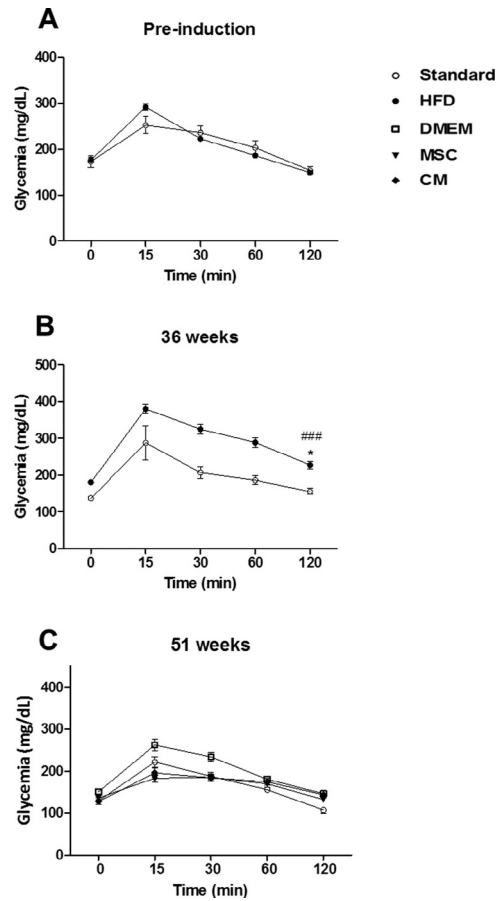 A
Pre-induction
Glycemia (mg/dL)
400
300
200
100
0
0 15 30 60 120
Time (min)
Standard
HFD
DMEM
MSC
CM
B
36 weeks
Glycemia (mg/dL)
500
400
300
200
100
0
###
*
0 15 30 60 120
Time (min)
C
51 weeks
Glycemia (mg/dL)
400
300
200
100
0
0 15 30 60 120
Time (min)